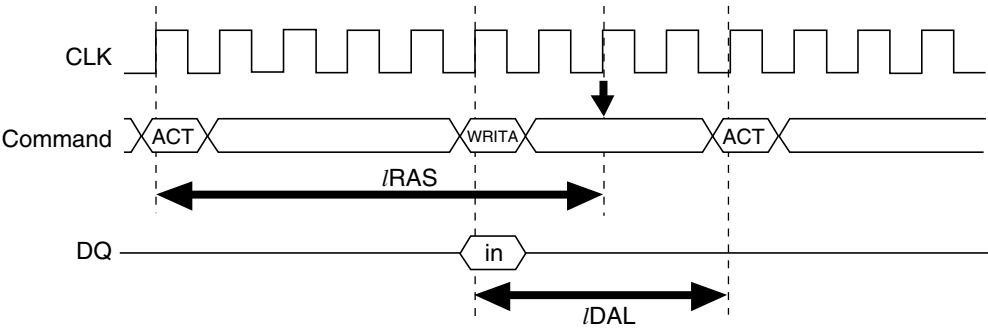 CLK
Command ACT WRITA ACT
lRAS
DQ in
lDAL